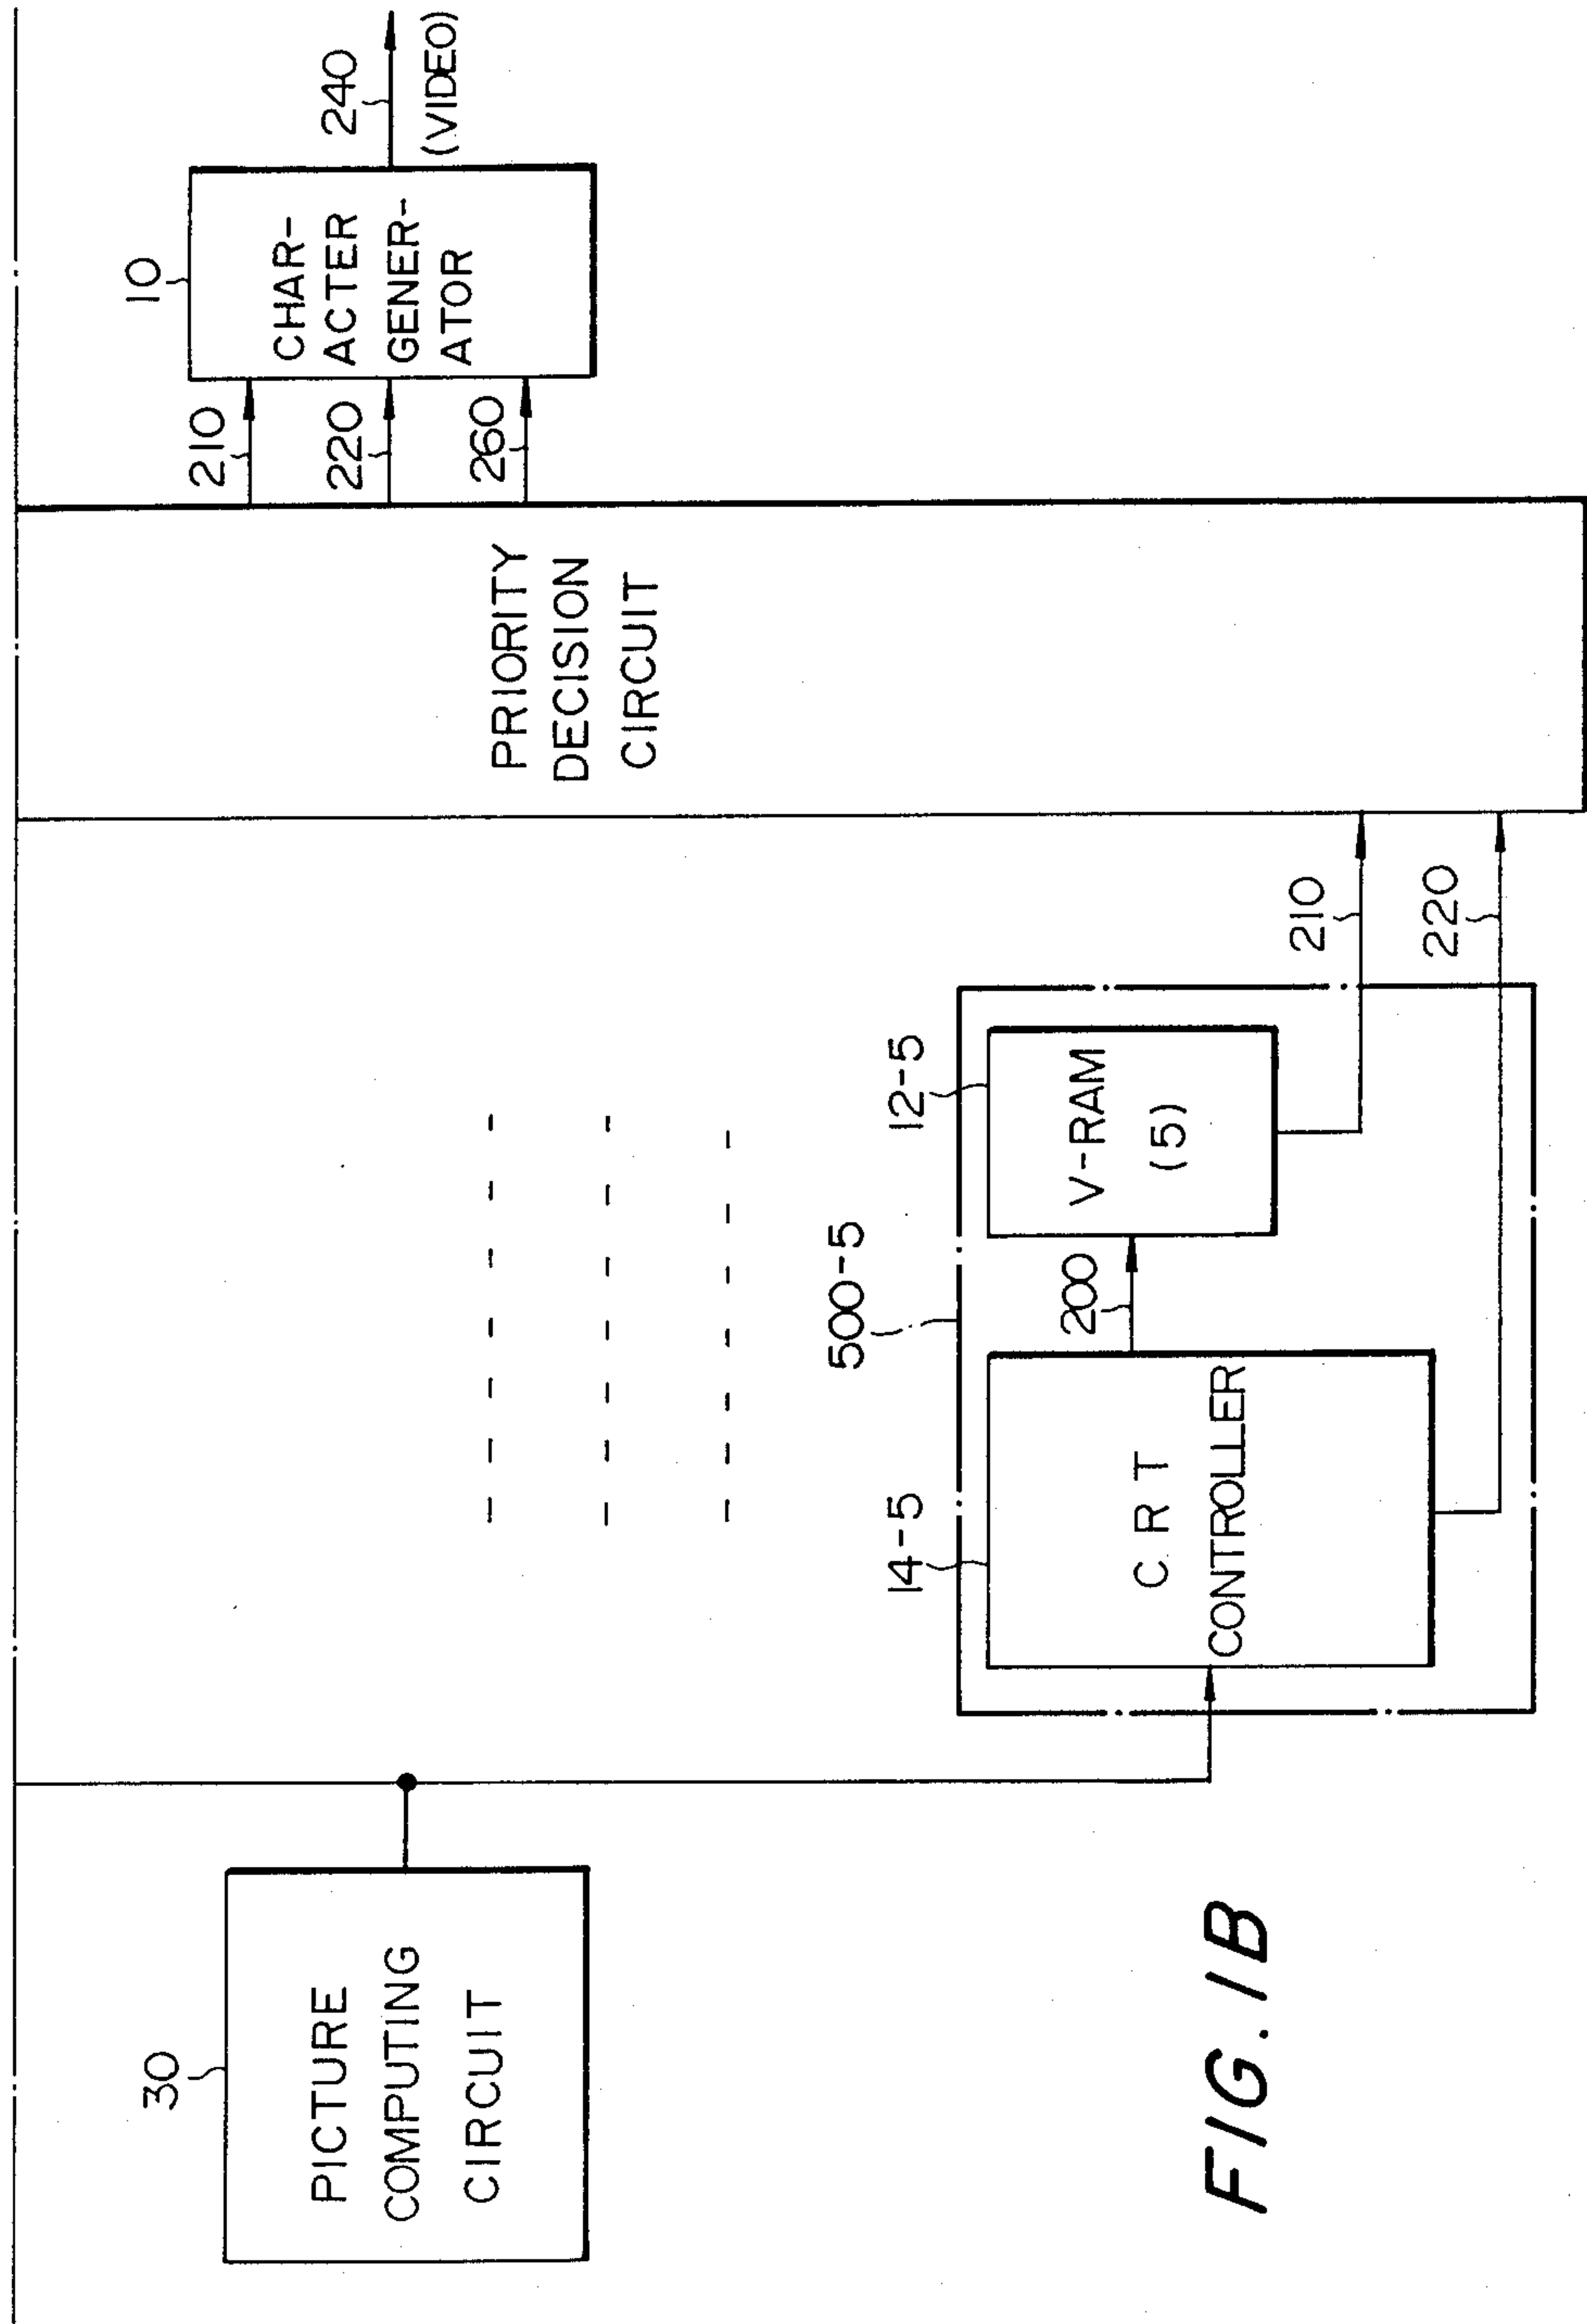 30
PICTURE
COMPUTING
CIRCUIT
500-5
14-5
C R T
CONTROLLER
200
12-5
V-RAM
(5)
210
220
PRIORITY
DECISION
CIRCUIT
210
220
260
10
CHAR-
ACTER
GENER-
ATOR
240
(VIDEO)
FIG. 1B